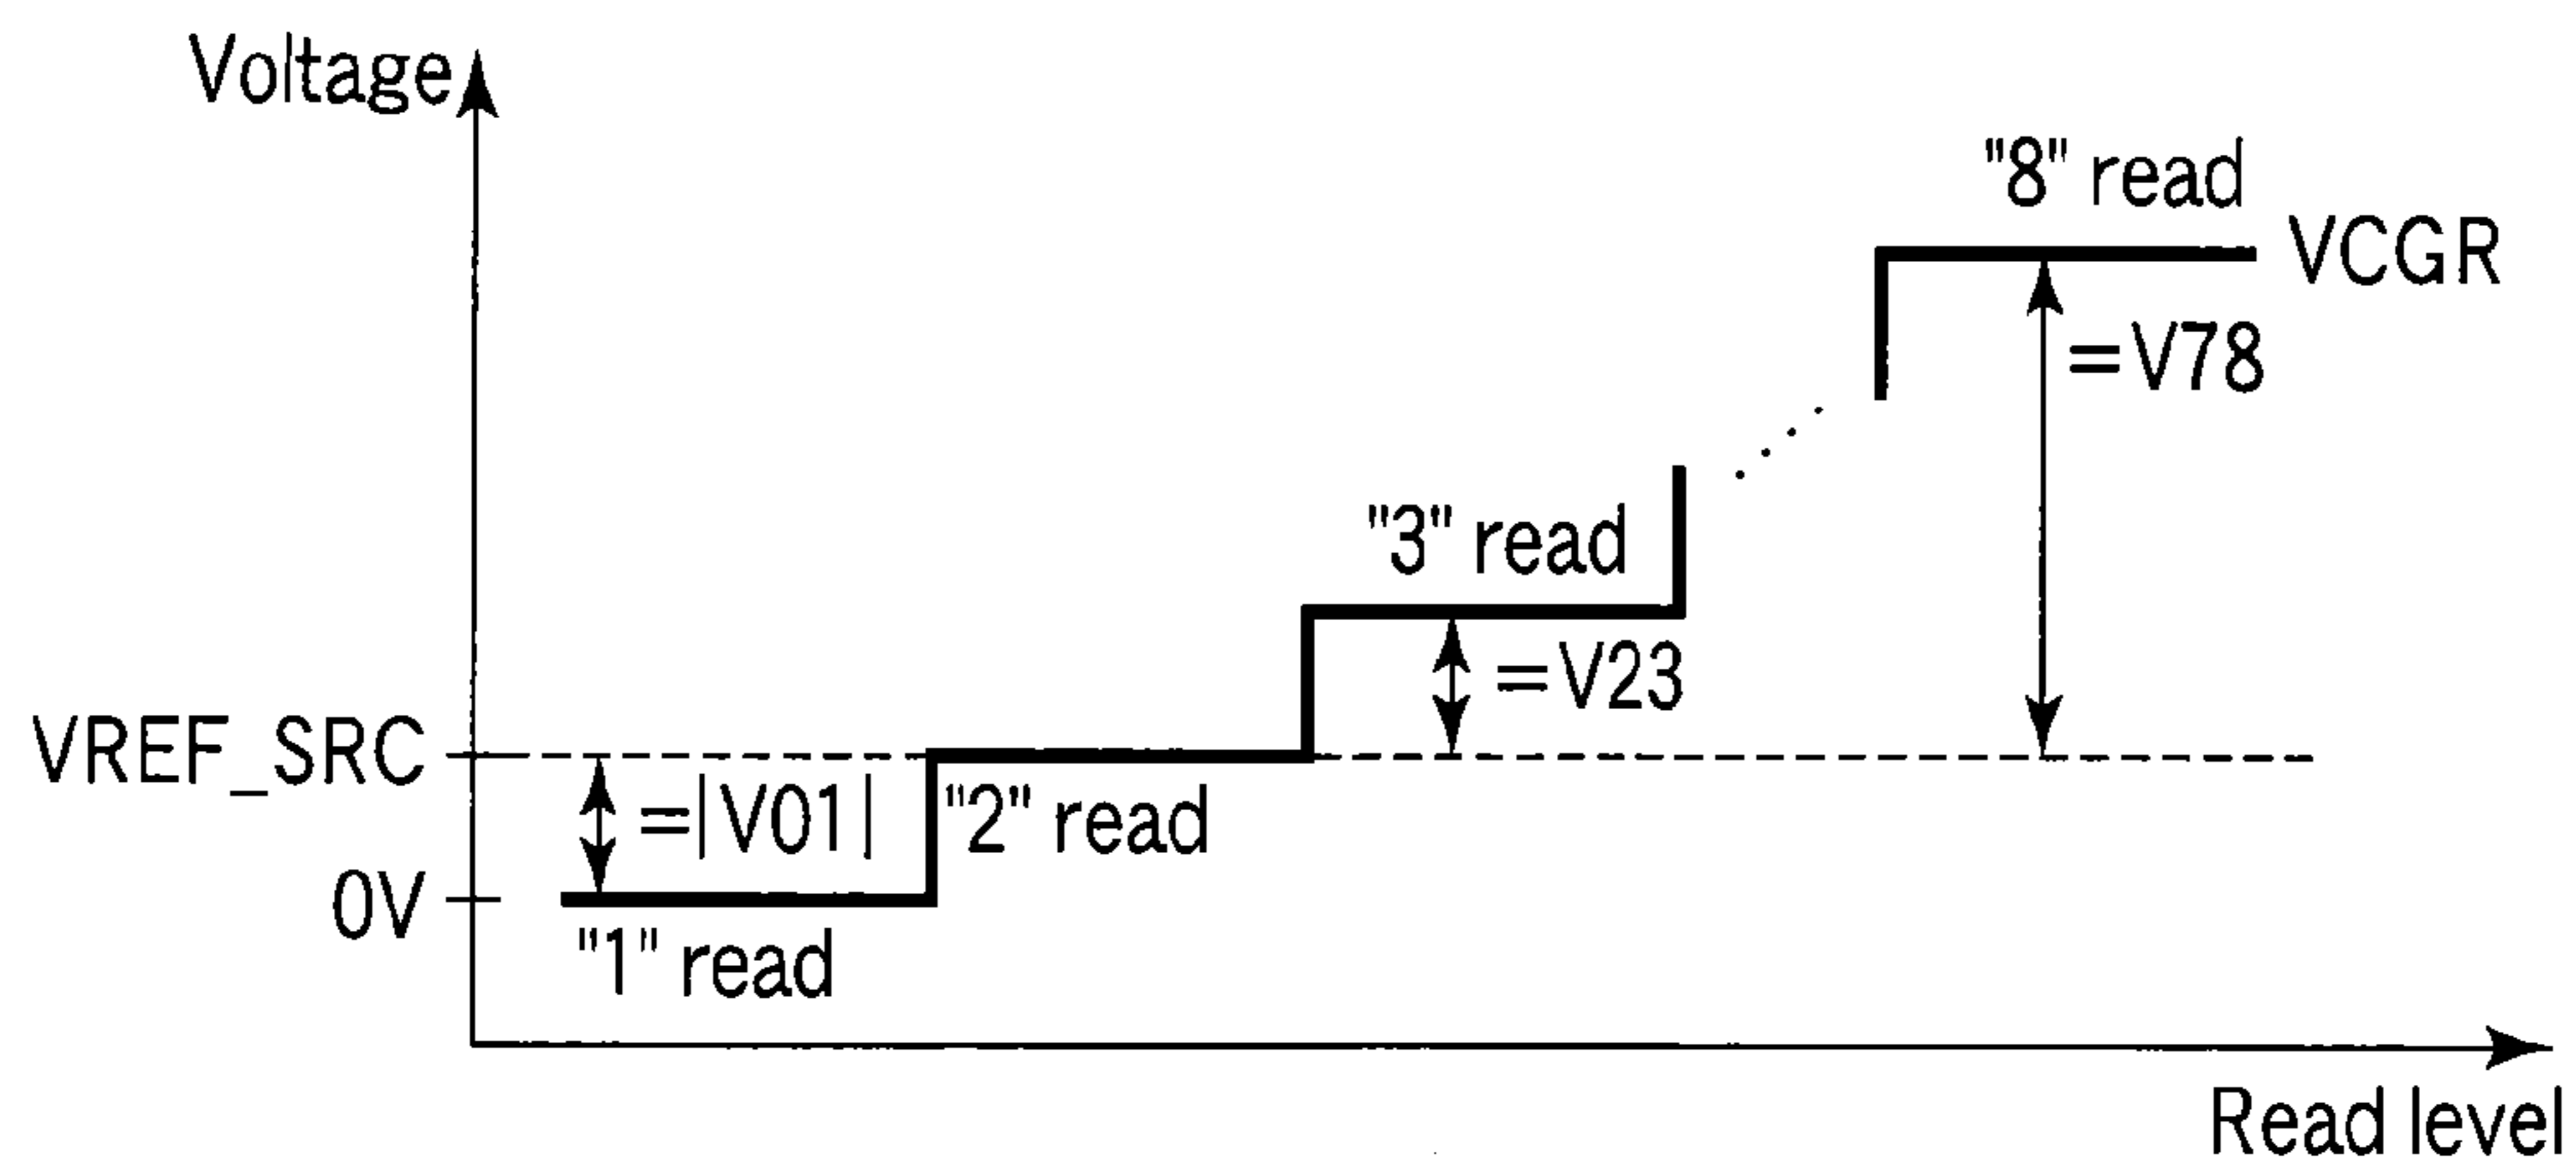 Voltage
"8" read
VCGR
=V78
"3" read
=V23
VREF_SRC
=|V01|
"2" read
0V
"1" read
Read level